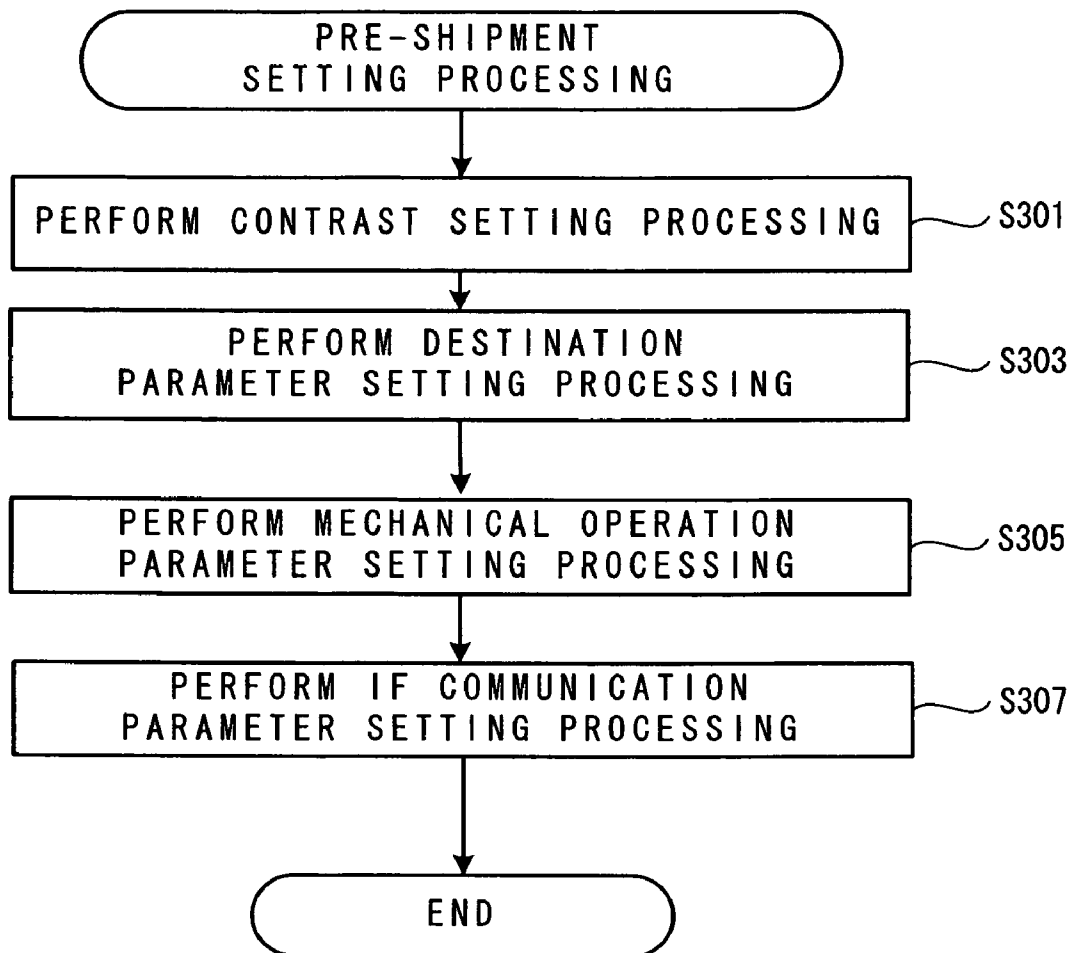 PRE-SHIPMENT
SETTING PROCESSING
PERFORM CONTRAST SETTING PROCESSING
S301
PERFORM DESTINATION
PARAMETER SETTING PROCESSING
S303
PERFORM MECHANICAL OPERATION
PARAMETER SETTING PROCESSING
S305
PERFORM IF COMMUNICATION
PARAMETER SETTING PROCESSING
S307
END